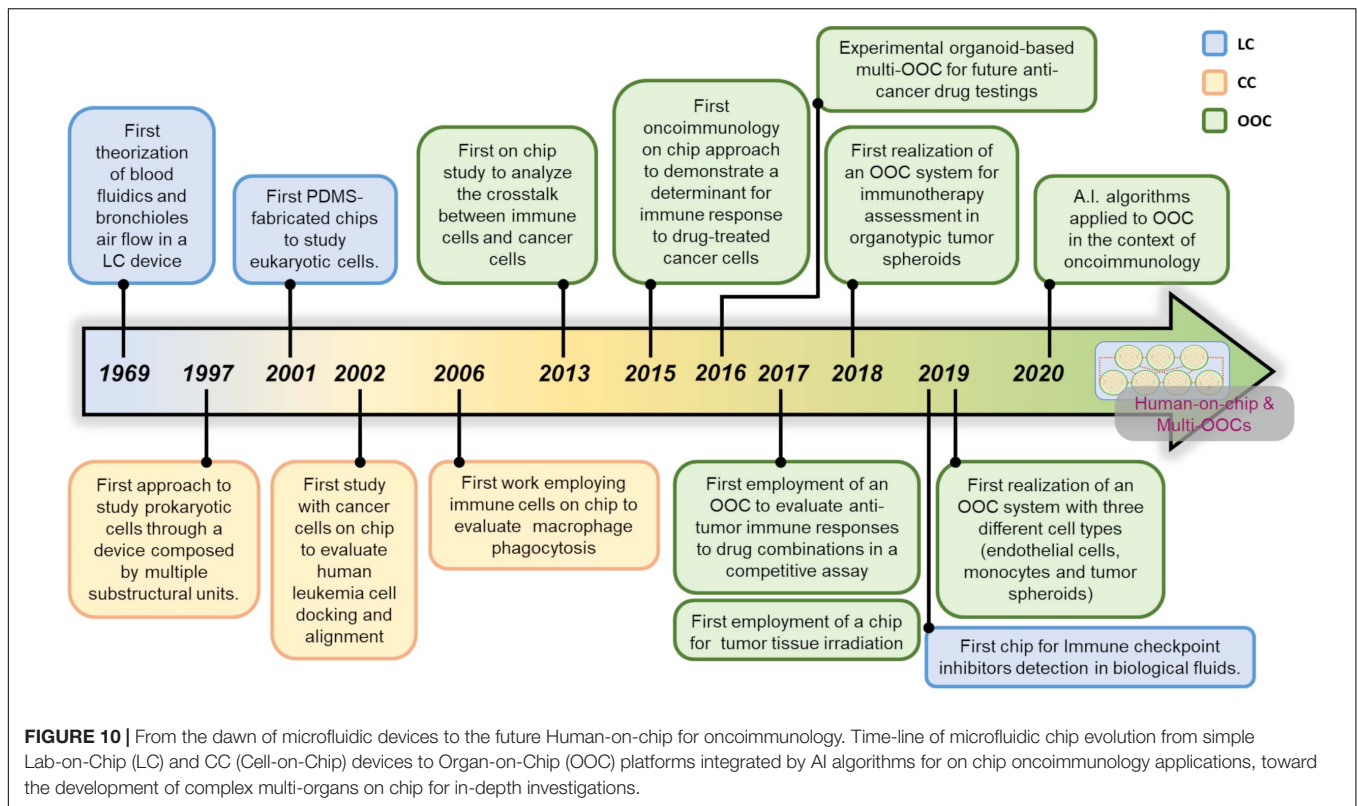 LC
CC
OOC
First
theorization
of blood
fluidics and
bronchioles
air flow in a
LC device
First PDMS-
fabricated chips
to study
eukaryotic cells.
First on chip
study to analyze
the crosstalk
between immune
cells and cancer
cells
First
oncoimmunology
on chip approach
to demonstrate a
determinant for
immune response
to drug-treated
cancer cells
Experimental organoid-based
multi-OOC for future anti-
cancer drug testings
First realization of
an OOC system for
immunotherapy
assessment in
organotypic tumor
spheroids
A.I. algorithms
applied to OOC
in the context of
oncoimmunology
1969 1997 2001 2002 2006 2013 2015 2016 2017 2018 2019 2020
Human-on-chip &
Multi-OOCs
First approach to
study prokaryotic
cells through a
device composed
by multiple
substructural units.
First study
with cancer
cells on chip
to evaluate
human
leukemia cell
docking and
alignment
First work employing
immune cells on chip to
evaluate macrophage
phagocytosis
First employment of an
OOC to evaluate anti-
tumor immune responses
to drug combinations in a
competitive assay
First employment of a chip
for tumor tissue irradiation
First realization of an
OOC system with three
different cell types
(endothelial cells,
monocytes and tumor
spheroids)
First chip for Immune checkpoint
inhibitors detection in biological fluids.
FIGURE 10 | From the dawn of microfluidic devices to the future Human-on-chip for oncoimmunology. Time-line of microfluidic chip evolution from simple
Lab-on-Chip (LC) and CC (Cell-on-Chip) devices to Organ-on-Chip (OOC) platforms integrated by AI algorithms for on chip oncoimmunology applications, toward
the development of complex multi-organs on chip for in-depth investigations.